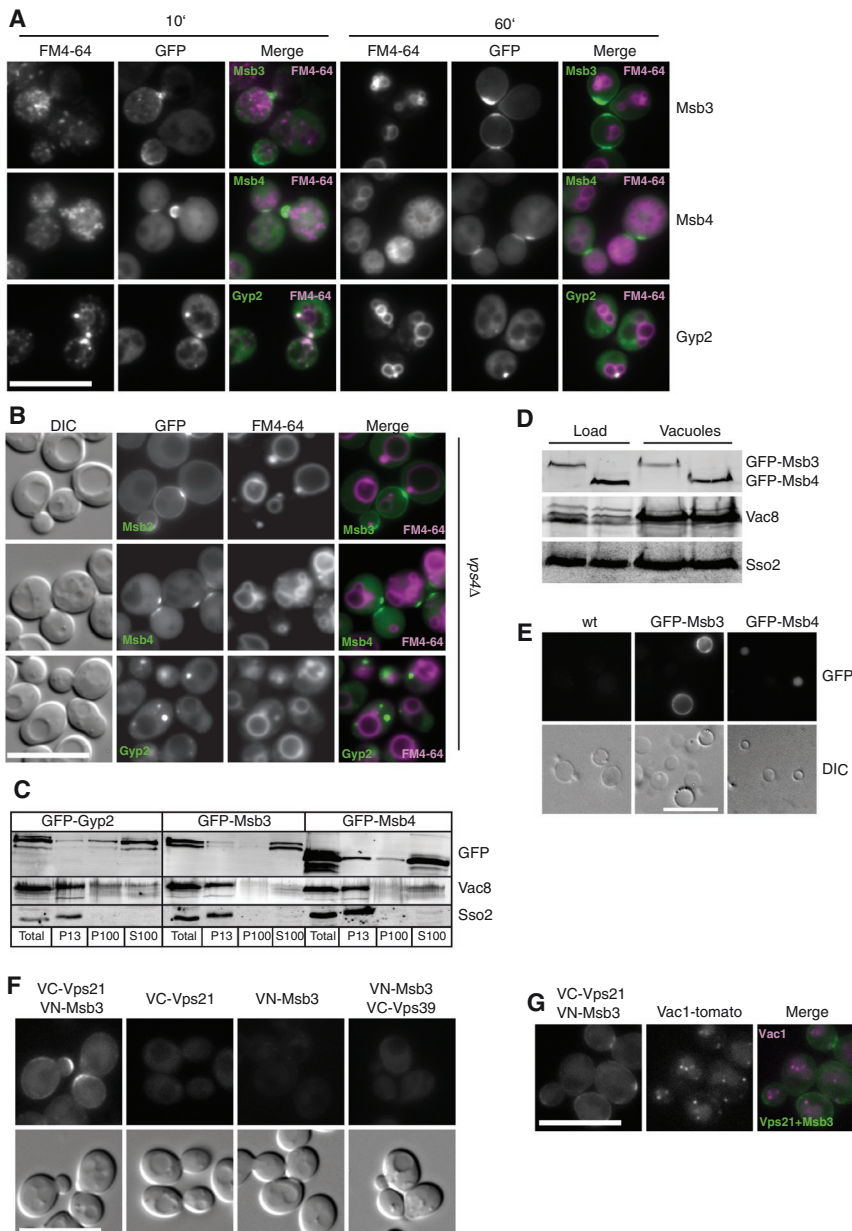 A
10‘
60‘
FM4-64 GFP Merge FM4-64 GFP Merge
Msb3 FM4-64 Msb3 FM4-64 Msb3
Msb4 FM4-64 Msb4 FM4-64 Msb4
Gyp2 FM4-64 Gyp2 FM4-64 Gyp2
B
DIC GFP FM4-64 Merge
Msb3 Msb3 FM4-64
Msb4 Msb4 FM4-64
Gyp2 Gyp2 FM4-64
vps4Δ
C
GFP-Gyp2 GFP-Msb3 GFP-Msb4
GFP
Vac8
Sso2
Total P13 P100 S100 Total P13 P100 S100 Total P13 P100 S100
D
Load Vacuoles
GFP-Msb3
GFP-Msb4
Vac8
Sso2
E
wt GFP-Msb3 GFP-Msb4
GFP
DIC
F
VC-Vps21 VN-Msb3
VC-Vps21
VN-Msb3
VN-Msb3 VC-Vps39
G
VC-Vps21
VN-Msb3
Vac1-tomato Merge
Vac1
Vps21+Msb3